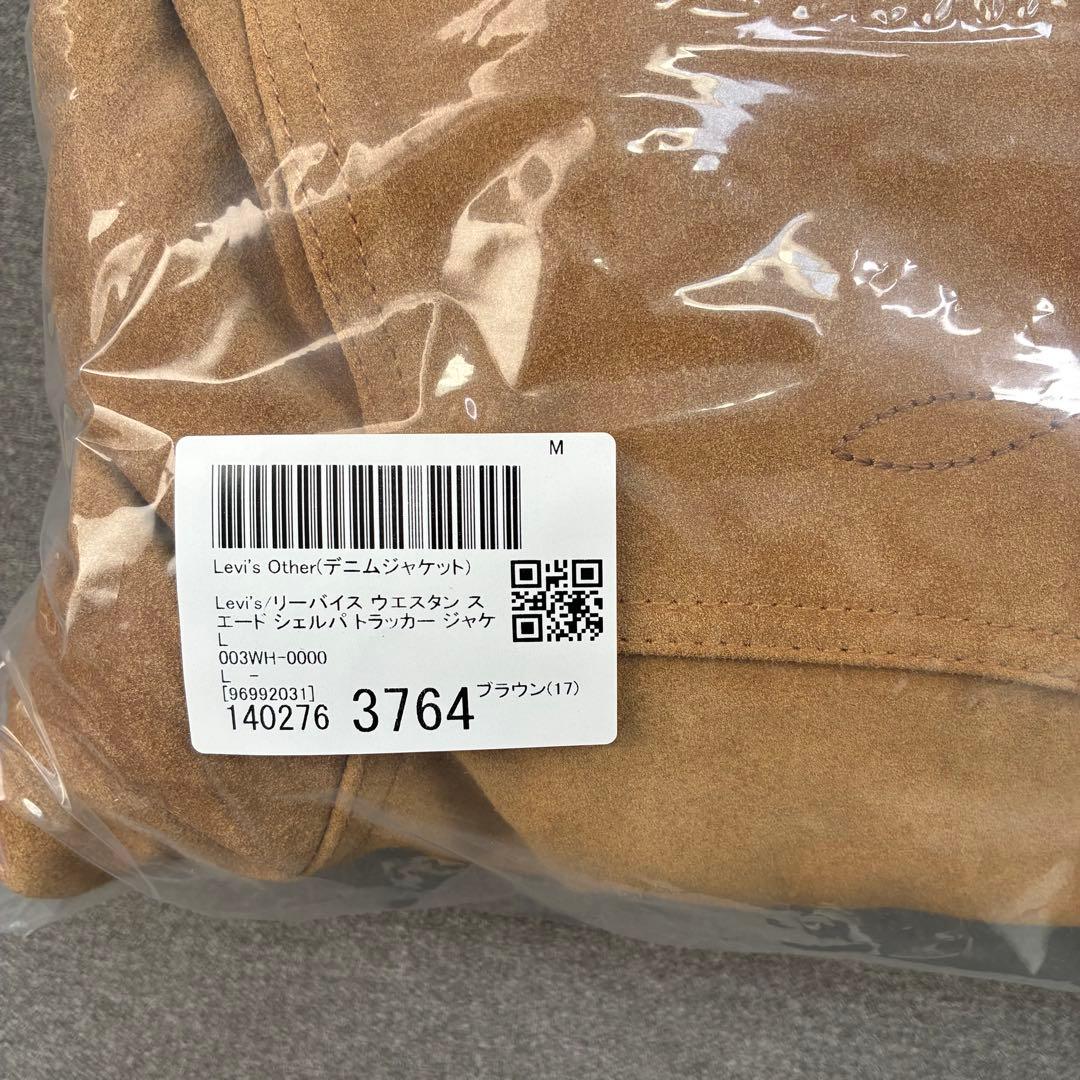 M
Levi's Other(デニムジャケット)
Levi's/リーバイス ウエスタン ス
エード シェルパ トラッカー ジャケ
L
003WH-0000
L -
[96992031]
ブラウン(17)
140276 3764